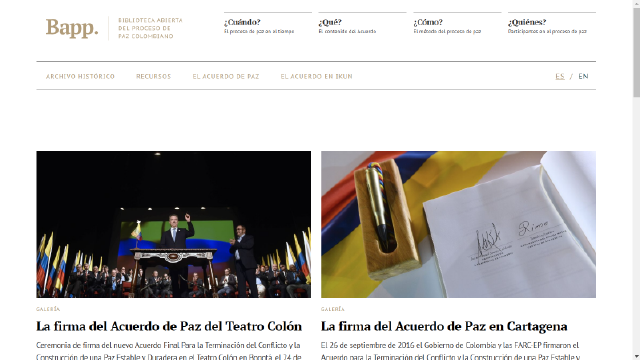 Bapp.
BIBLIOTECA ABIERTA
DEL PROCESO DE
PAZ COLOMBIANO
¿Cuándo?
El proceso de paz en el tiempo
¿Qué?
El contenido del Acuerdo
¿Cómo?
El método del proceso de paz
¿Quiénes?
Participantes en el proceso de paz
ARCHIVO HISTÓRICO RECURSOS EL ACUERDO DE PAZ EL ACUERDO EN IKUN ES / EN
GALERÍA
La firma del Acuerdo de Paz del Teatro Colón
Ceremonia de firma del nuevo Acuerdo Final Para la Terminación del Conflicto y la
Construcción de una Paz Estable y Duradera en el Teatro Colón en Bogotá, el 24 de
GALERÍA
La firma del Acuerdo de Paz en Cartagena
El 26 de septiembre de 2016 el Gobierno de Colombia y las FARC-EP firmaron el
Acuerdo para la Terminación del Conflicto y la Construcción de una Paz Estable y